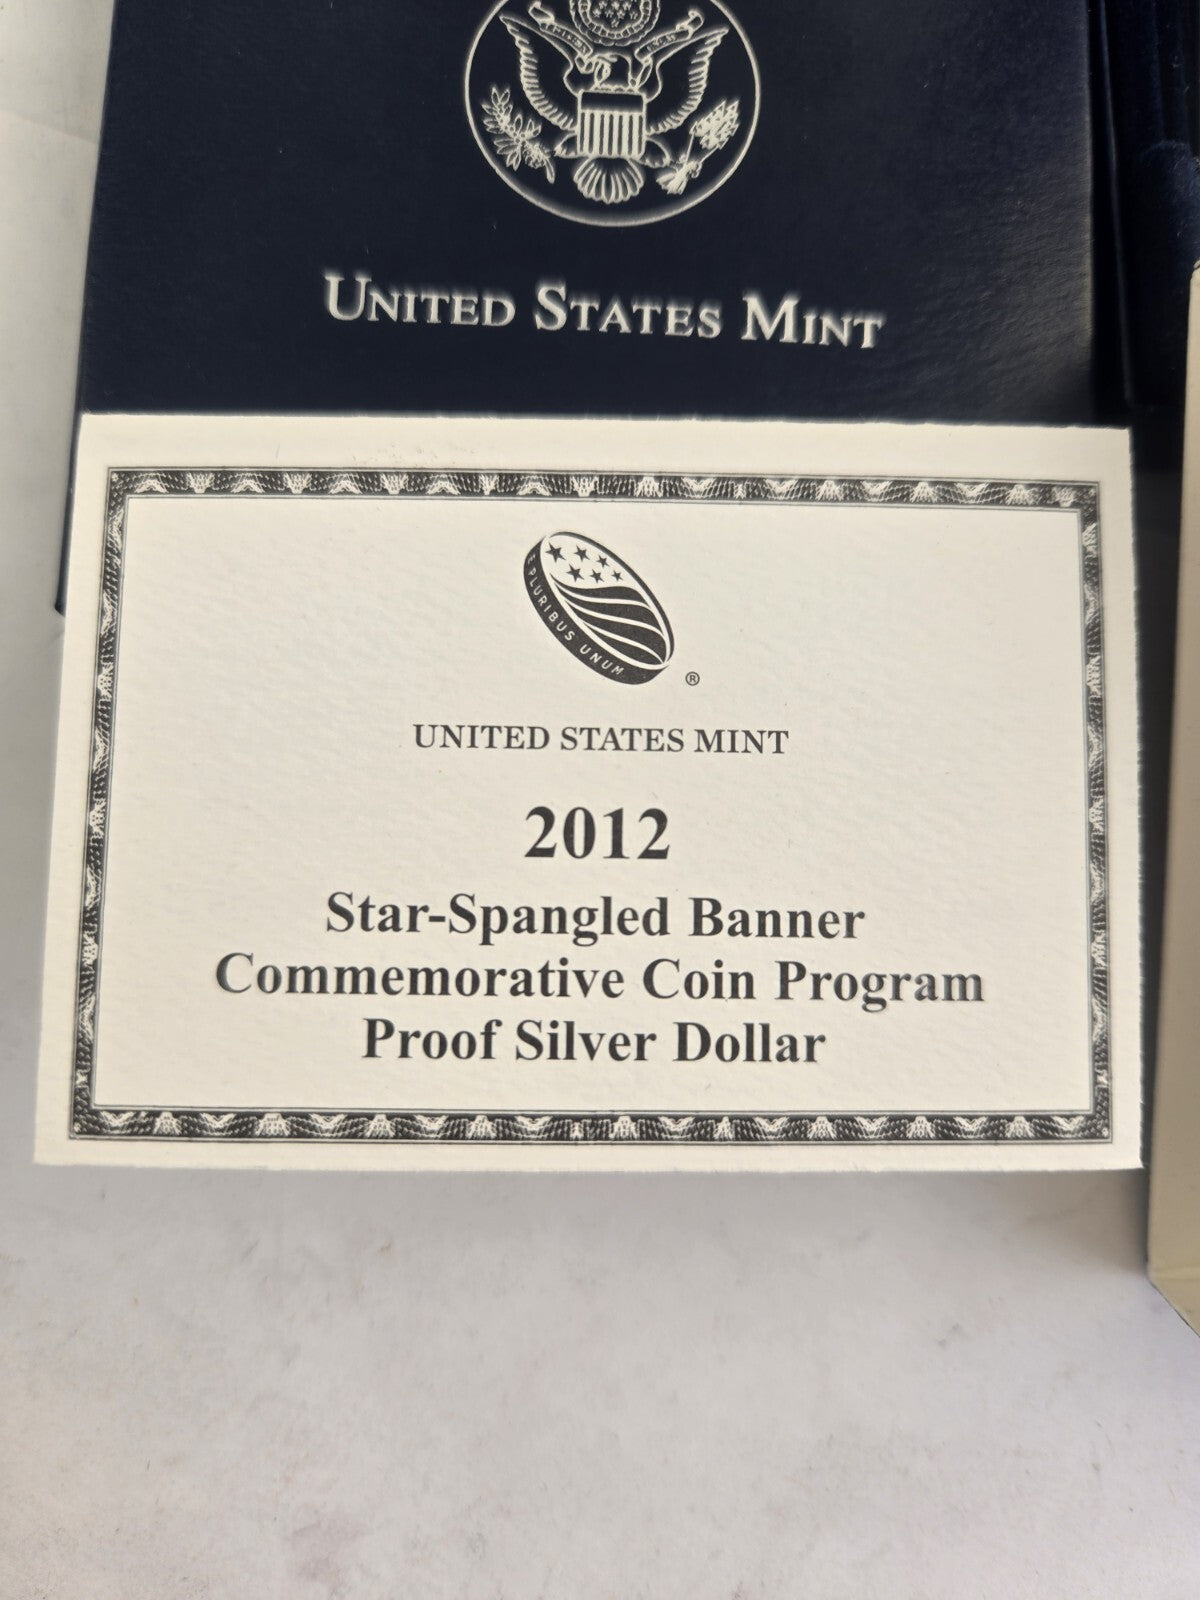 UNITED STATES MINT
E PLURIBUS UNUM
®
UNITED STATES MINT
2012
Star-Spangled Banner
Commemorative Coin Program
Proof Silver Dollar